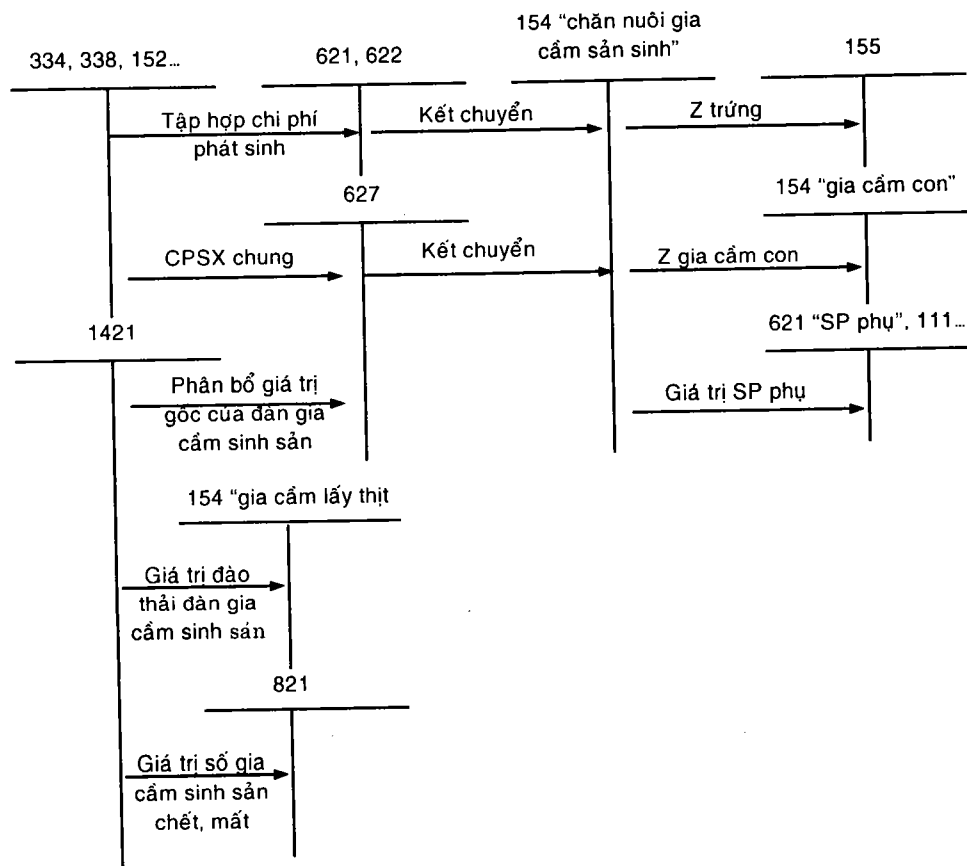 154 “chăn nuôi gia
cầm sản sinh”
334, 338, 152...
621, 622
155
Tập hợp chi phí
phát sinh
Kết chuyển
Z trứng
627
154 “gia cầm con”
CPSX chung
Kết chuyển
Z gia cầm con
1421
621 “SP phụ”, 111...
Phân bổ giá trị
gốc của đàn gia
cầm sinh sản
Giá trị SP phụ
154 “gia cầm lấy thịt
Giá trị đào
thải đàn gia
cầm sinh sán
821
Giá trị số gia
cầm sinh sản
chết, mất